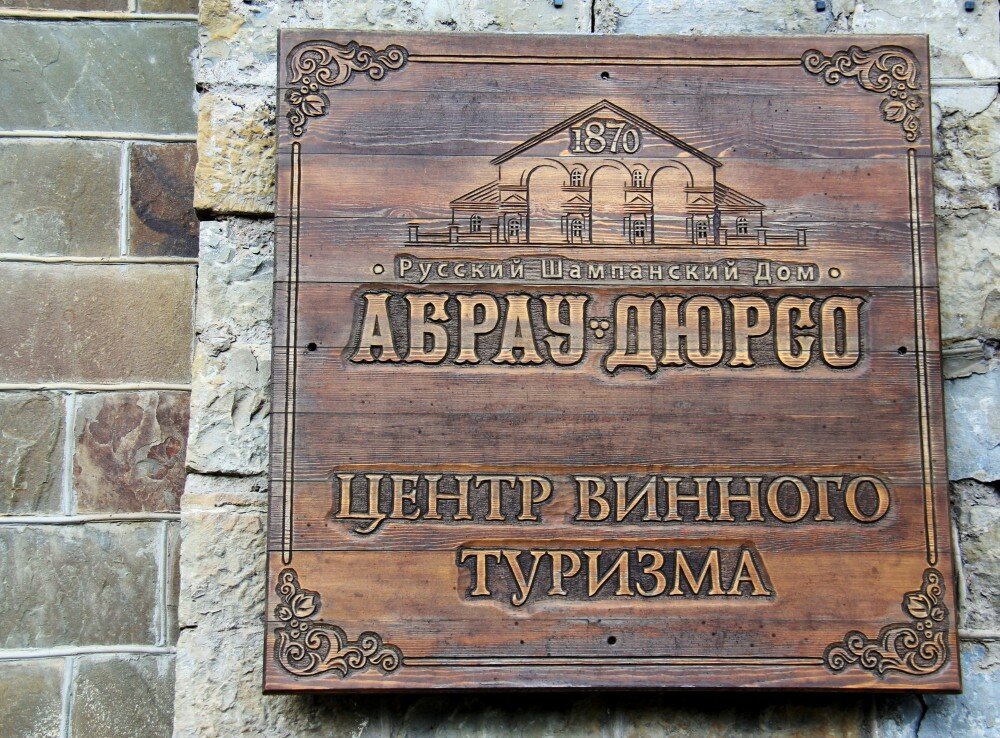 1870
• Русский Шампанский Дом •
АБРАУ-ДЮРСО
ЦЕНТР ВИННОГО
ТУРИЗМА